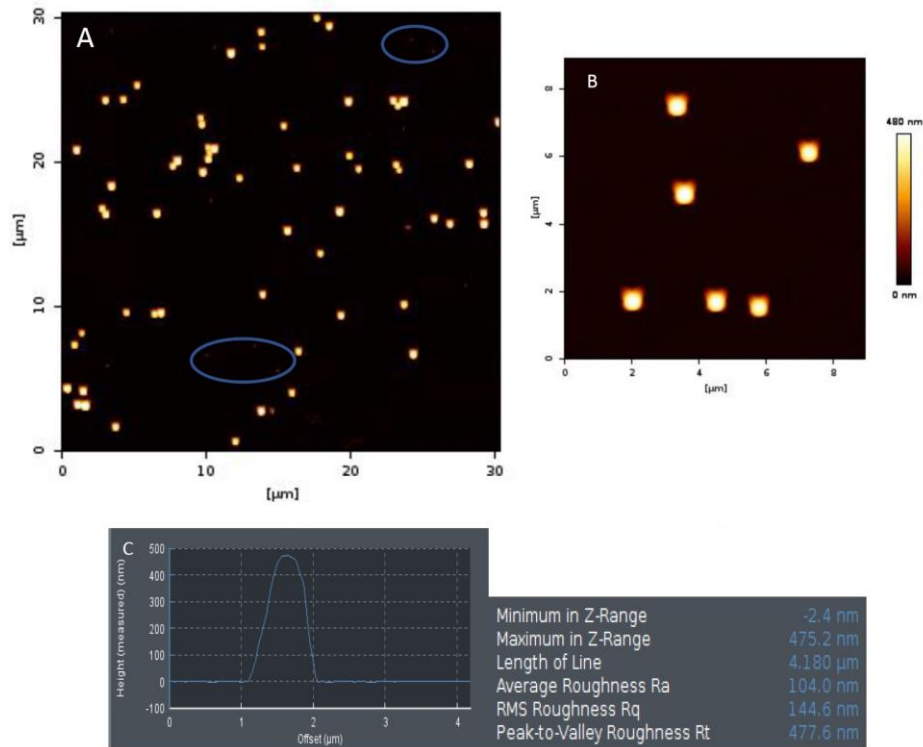 A
30
20
10
0
[µm]
0
10
20
30
[µm]
B
8
6
4
2
0
[µm]
0
2
4
6
8
[µm]
480 nm
0 nm
C
Height (measured) (nm)
500
400
300
200
100
0
-100
0
1
2
3
4
Offset (µm)
Minimum in Z-Range -2.4 nm
Maximum in Z-Range 475.2 nm
Length of Line 4.180 µm
Average Roughness Ra 104.0 nm
RMS Roughness Rq 144.6 nm
Peak-to-Valley Roughness Rt 477.6 nm